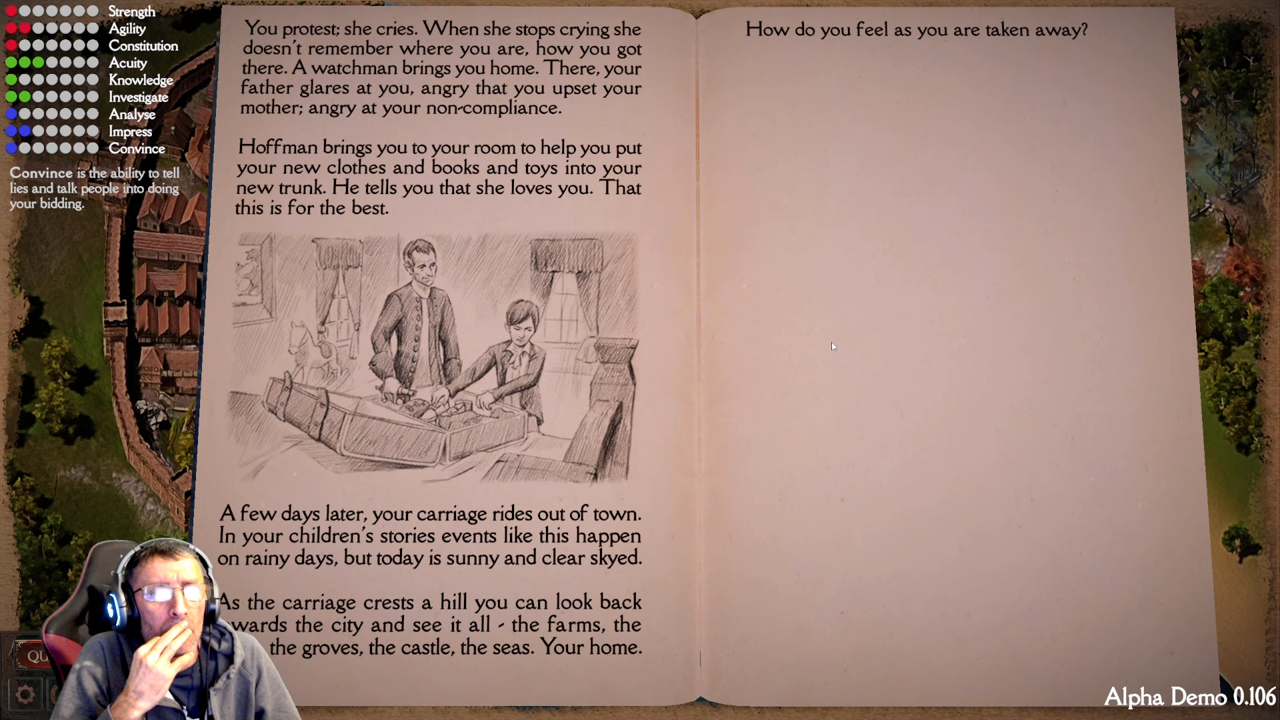 Strength
Agility
Constitution
Acuity
Knowledge
Investigate
Analyse
Impress
Convince
Convince is the ability to tell
lies and talk people into doing
your bidding.
You protest; she cries. When she stops crying she
doesn't remember where you are, how you got
there. A watchman brings you home. There, your
father glares at you, angry that you upset your
mother; angry at your non-compliance.
Hoffman brings you to your room to help you put
your new clothes and books and toys into your
new trunk. He tells you that she loves you. That
this is for the best.
A few days later, your carriage rides out of town.
In your children's stories events like this happen
on rainy days, but today is sunny and clear skyed.
As the carriage crests a hill you can look back
wards the city and see it all - the farms, the
the groves, the castle, the seas. Your home.
How do you feel as you are taken away?
QU
Alpha Demo 0.106